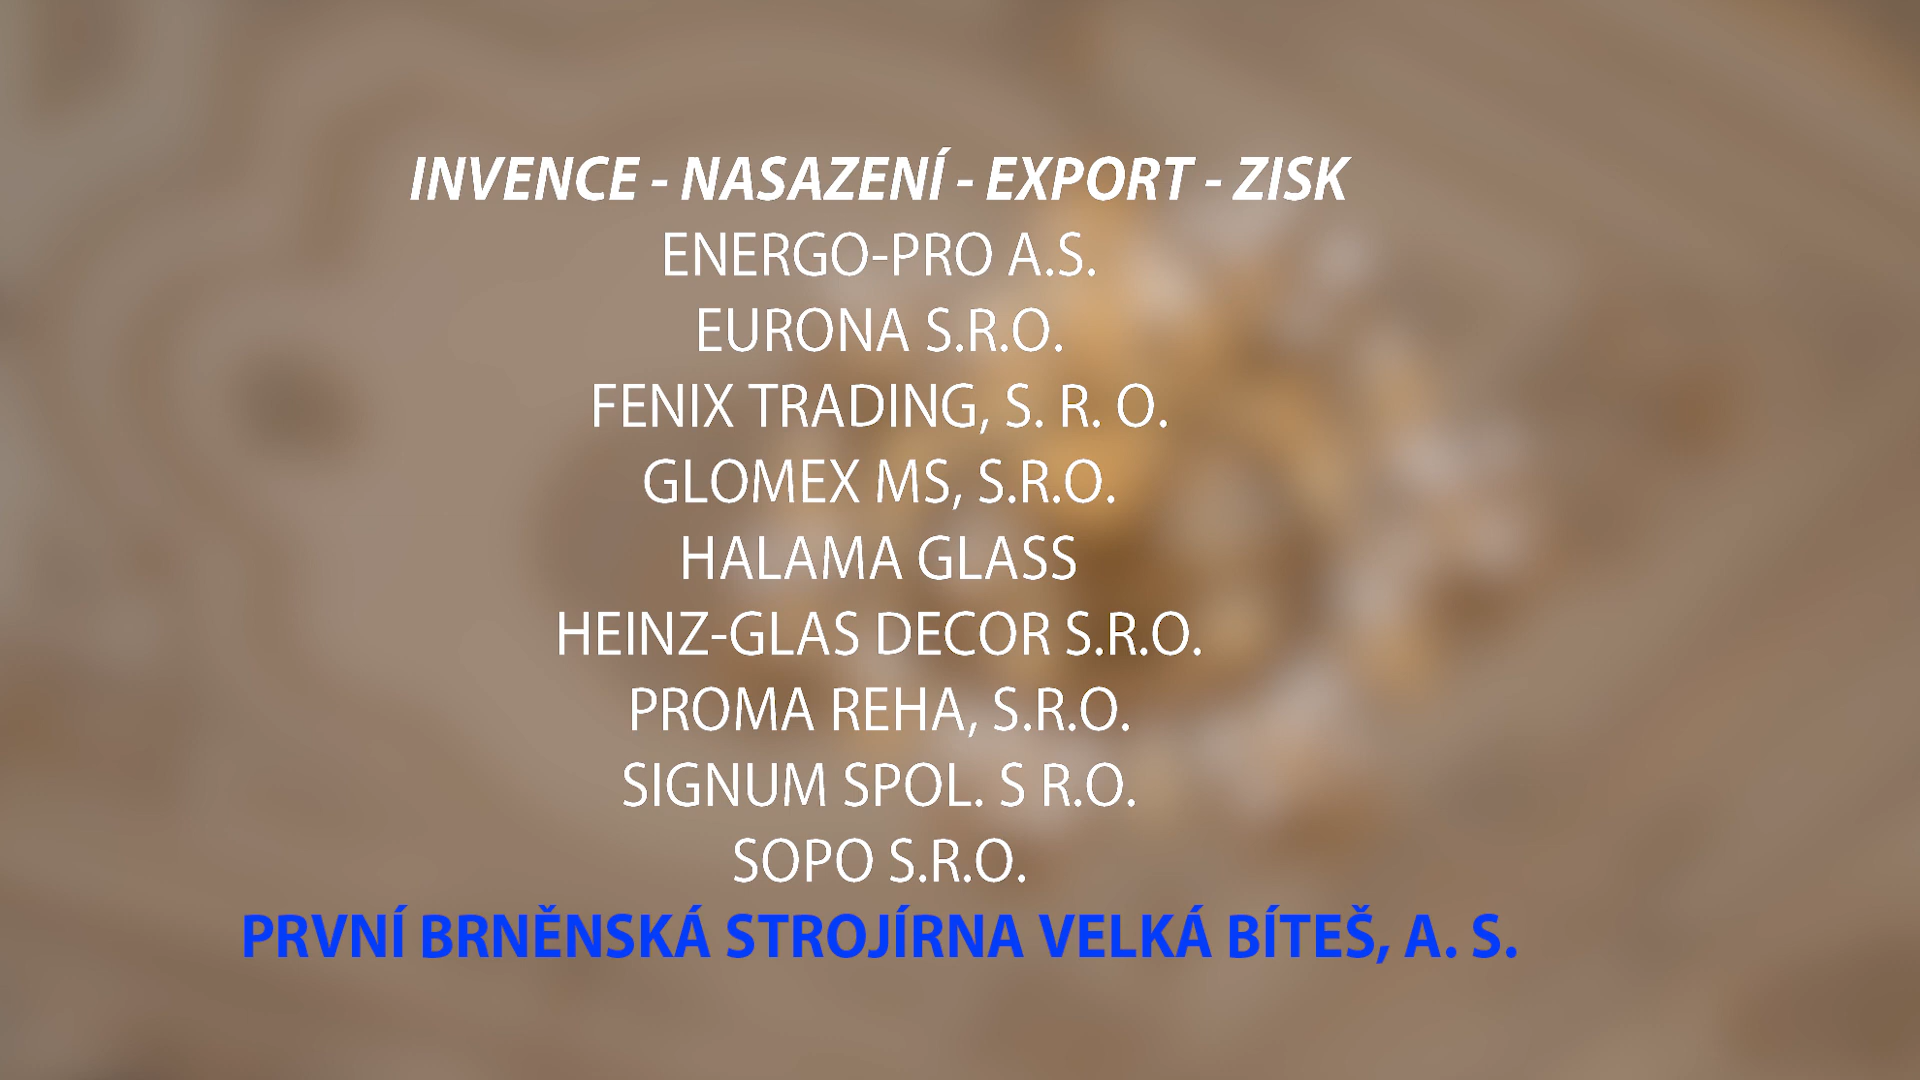 INVENCE - NASAZENÍ - EXPORT - ZISK
ENERGO-PRO A.S.
EURONA S.R.O.
FENIX TRADING, S. R. O.
GLOMEX MS, S.R.O.
HALAMA GLASS
HEINZ-GLAS DECOR S.R.O.
PROMA REHA, S.R.O.
SIGNUM SPOL. S R.O.
SOPO S.R.O.
PRVNÍ BRNĚNSKÁ STROJÍRNA VELKÁ BÍTEŠ, A. S.